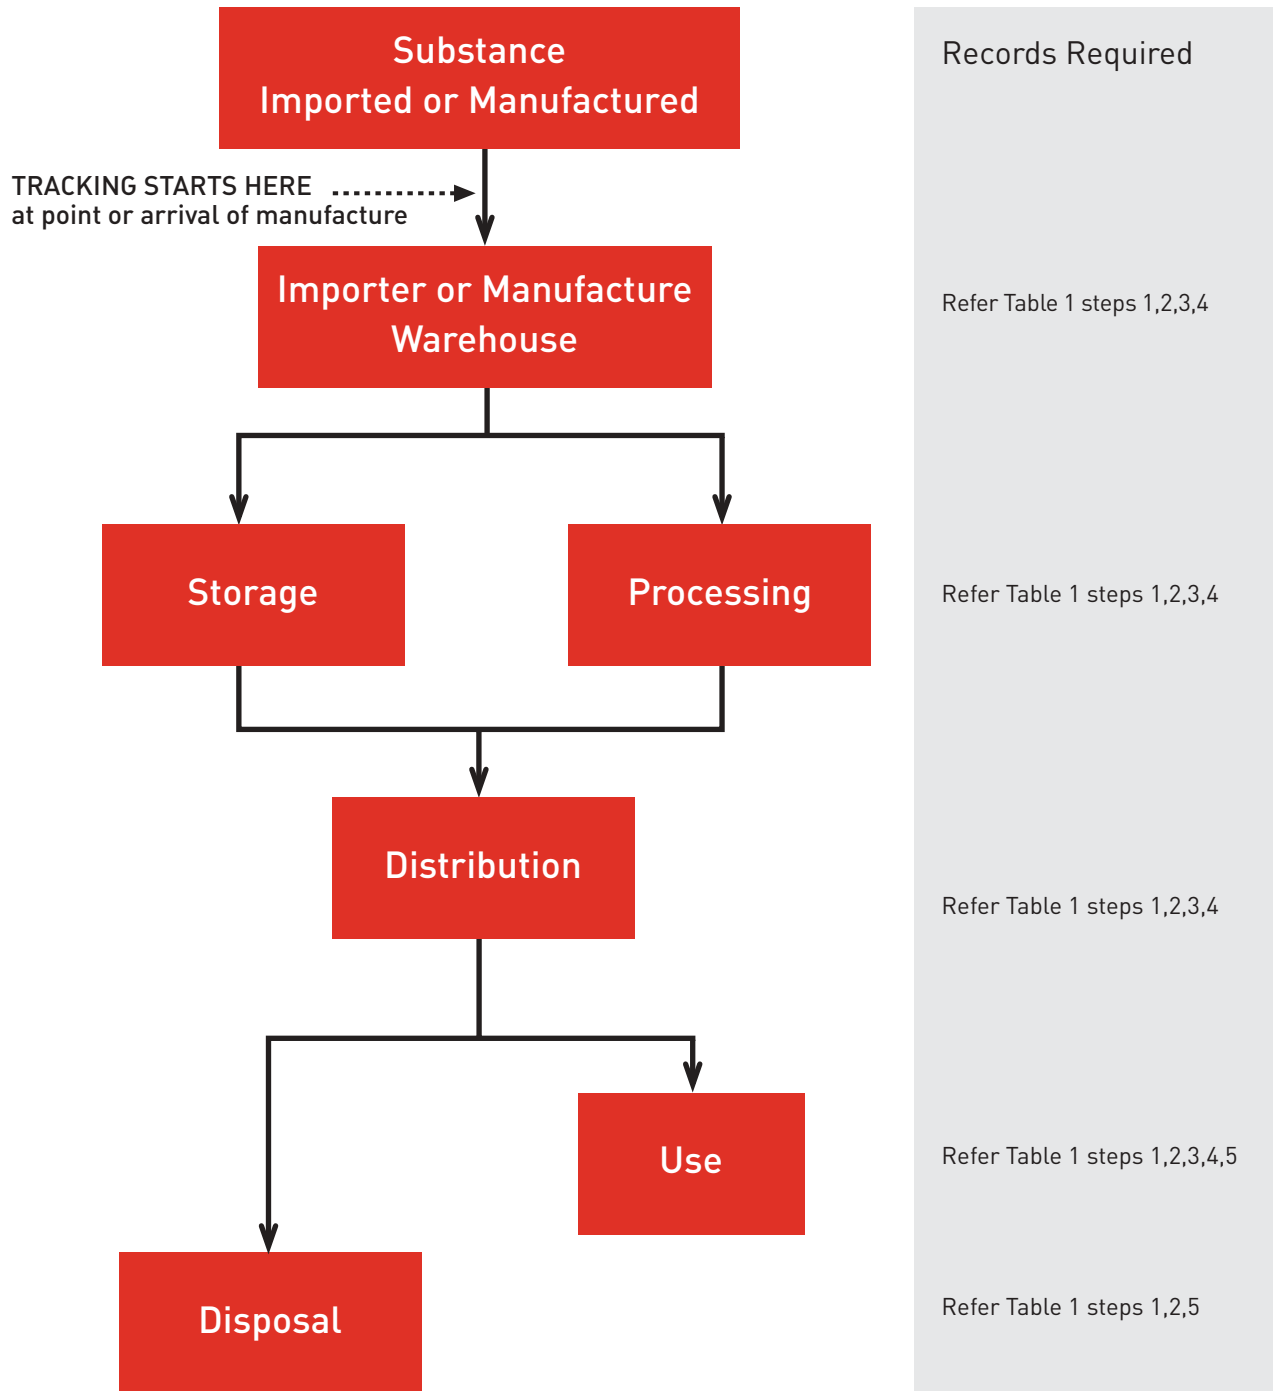 Substance
Imported or Manufactured
Records Required
TRACKING STARTS HERE
at point or arrival of manufacture
Importer or Manufacture
Warehouse
Refer Table 1 steps 1,2,3,4
Storage
Processing
Refer Table 1 steps 1,2,3,4
Distribution
Refer Table 1 steps 1,2,3,4
Use
Refer Table 1 steps 1,2,3,4,5
Disposal
Refer Table 1 steps 1,2,5